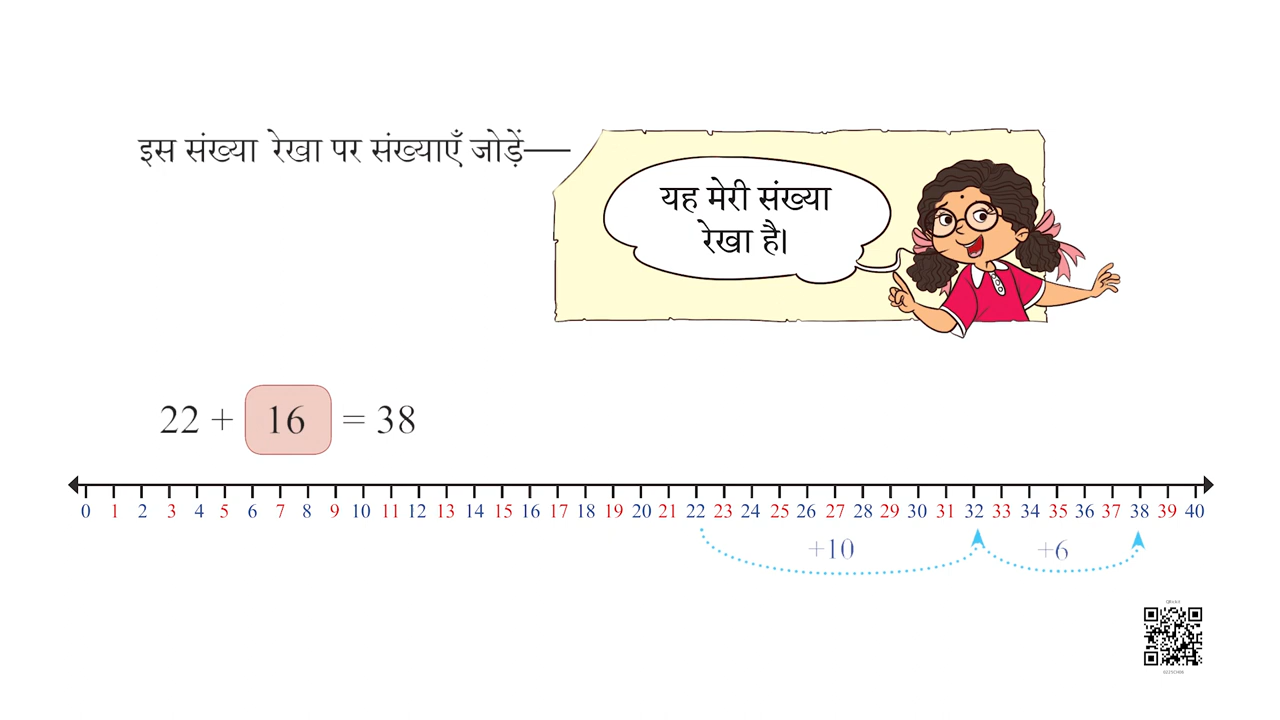 इस संख्या रेखा पर संख्याएँ जोड़ें—
यह मेरी संख्या
रेखा है।
22 + 16 = 38
0 1 2 3 4 5 6 7 8 9 10 11 12 13 14 15 16 17 18 19 20 21 22 23 24 25 26 27 28 29 30 31 32 33 34 35 36 37 38 39 40
+10 +6